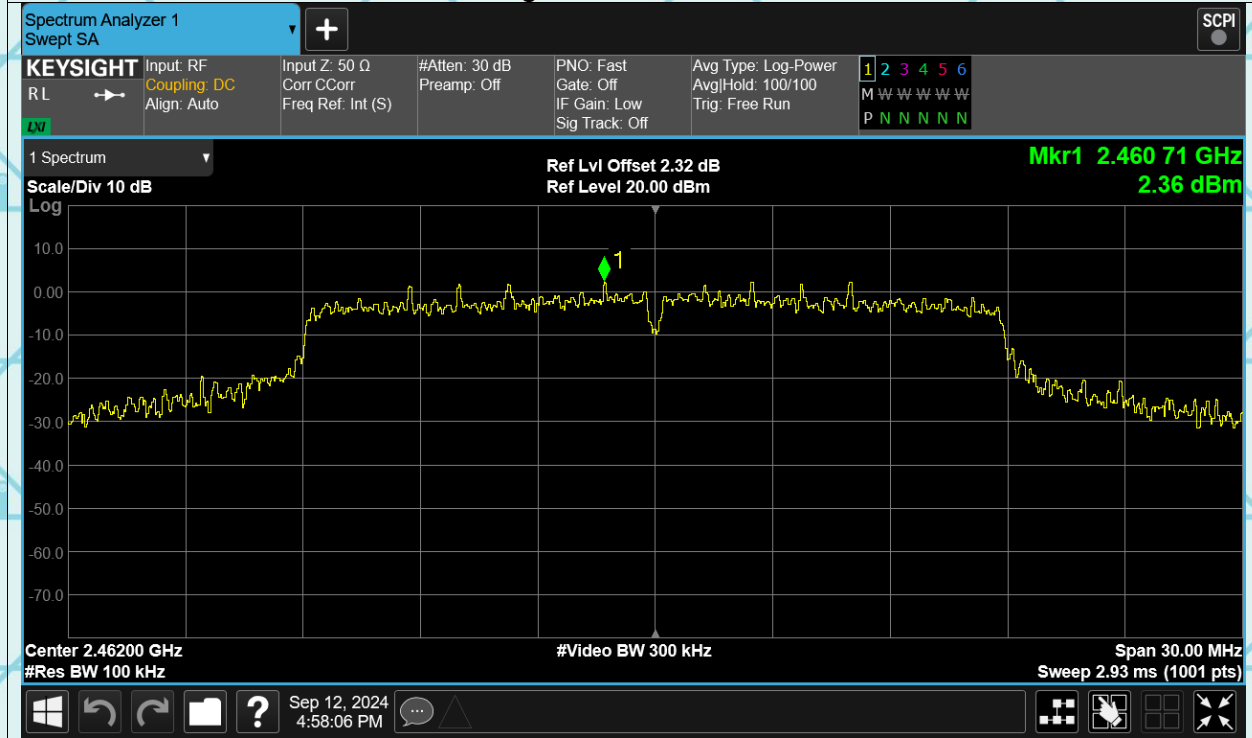 Spectrum Analyzer 1
Swept SA
SCPI
KEYSIGHT
R L
LXI
Input: RF
Coupling: DC
Align: Auto
Input Z: 50 Ω
Corr CCorr
Freq Ref: Int (S)
#Atten: 30 dB
Preamp: Off
PNO: Fast
Gate: Off
IF Gain: Low
Sig Track: Off
Avg Type: Log-Power
Avg|Hold: 100/100
Trig: Free Run
1 2 3 4 5 6
M W W W W W W
P N N N N N
1 Spectrum
Scale/Div 10 dB
Log
Ref Lvl Offset 2.32 dB
Ref Level 20.00 dBm
Mkr1 2.460 71 GHz
2.36 dBm
1
10.0
0.00
-10.0
-20.0
-30.0
-40.0
-50.0
-60.0
-70.0
Center 2.46200 GHz
#Video BW 300 kHz
Span 30.00 MHz
#Res BW 100 kHz
Sweep 2.93 ms (1001 pts)
?
Sep 12, 2024
4:58:06 PM